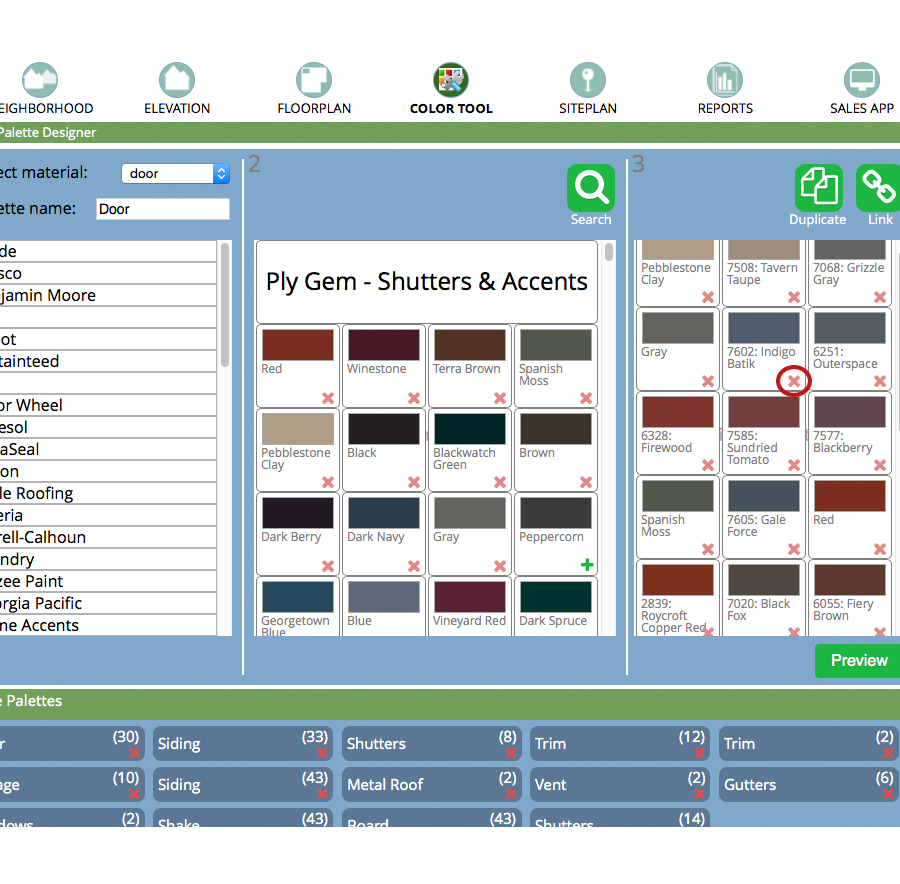 EIGHBORHOOD
ELEVATION
FLOORPLAN
COLOR TOOL
SITEPLAN
REPORTS
SALES APP
Palette Designer
ect material:
door
ette name:
Door
de
sco
jamin Moore
ot
tainteed
or Wheel
esol
aSeal
on
le Roofing
eria
rell-Calhoun
ndry
zee Paint
rgia Pacific
me Accents
2
Search
Ply Gem - Shutters & Accents
Red
Winestone
Terra Brown
Spanish
Moss
Pebblestone
Clay
Black
Blackwatch
Green
Brown
Dark Berry
Dark Navy
Gray
Peppercorn
Georgetown
Blue
Blue
Vineyard Red
Dark Spruce
3
Duplicate
Link
Pebblestone
Clay
7508: Tavern
Taupe
7068: Grizzle
Gray
Gray
7602: Indigo
Batik
6251:
Outerspace
6328:
Firewood
7585:
Sundried
Tomato
7577:
Blackberry
Spanish
Moss
7605: Gale
Force
Red
2839:
Roycroft
Copper Red
7020: Black
Fox
6055: Fiery
Brown
Preview
e Palettes
r (30)
Siding (33)
Shutters (8)
Trim (12)
Trim (2)
age (10)
Siding (43)
Metal Roof (2)
Vent (2)
Gutters (6)
dows (2)
Shake (43)
Board (43)
Shutters (14)